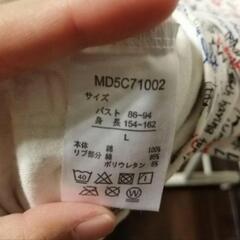 MD5C71002
サイズ
バスト 86-94
身長 154-162
L
本体 綿 100%
リブ部分 綿 95%
ポリウレタン 5%
40